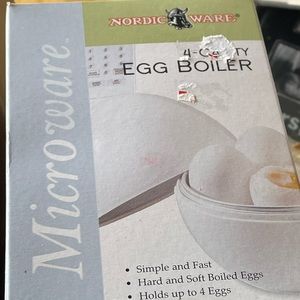 NORDIC WARE®
EGG BOILER
Microware®
• Simple and Fast
• Hard and Soft Boiled Eggs
• Holds up to 4 Eggs